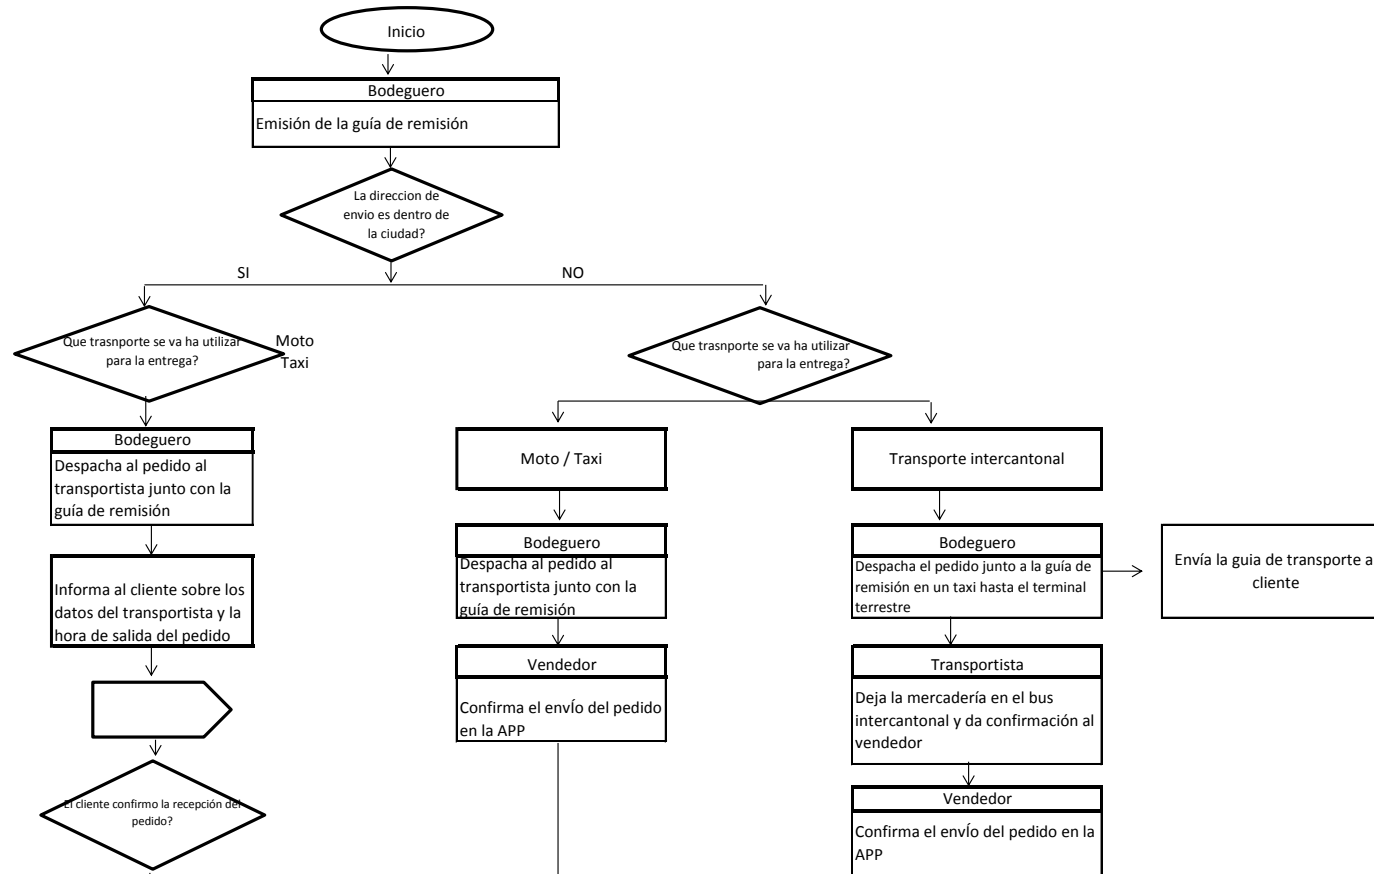 Inicio
Bodeguero
Emisión de la guía de remisión
La direccion de
envio es dentro de
la ciudad?
SI
NO
Que trasnporte se va ha utilizar
para la entrega?
Moto
Taxi
Que trasnporte se va ha utilizar
para la entrega?
Bodeguero
Despacha al pedido al
transportista junto con la
guía de remisión
Moto / Taxi
Transporte intercantonal
Informa al cliente sobre los
datos del transportista y la
hora de salida del pedido
Bodeguero
Despacha al pedido al
transportista junto con la
guía de remisión
Bodeguero
Despacha el pedido junto a la guía de
remisión en un taxi hasta el terminal
terrestre
Envía la guia de transporte a
cliente
Vendedor
Confirma el envÍo del pedido
en la APP
Transportista
Deja la mercadería en el bus
intercantonal y da confirmación al
vendedor
El cliente confirmo la recepción del
pedido?
Vendedor
Confirma el envÍo del pedido en la
APP